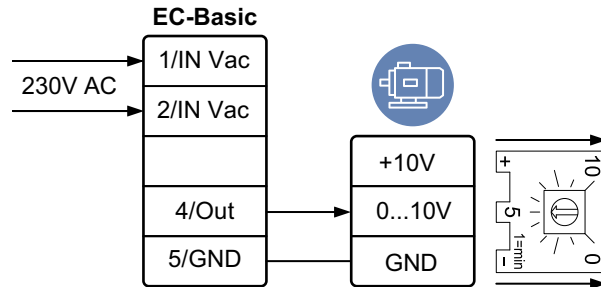 EC-Basic
1/IN Vac
230V AC
2/IN Vac
4/Out
5/GND
+10V
0...10V
GND
+ 5 -
1=min
10
0